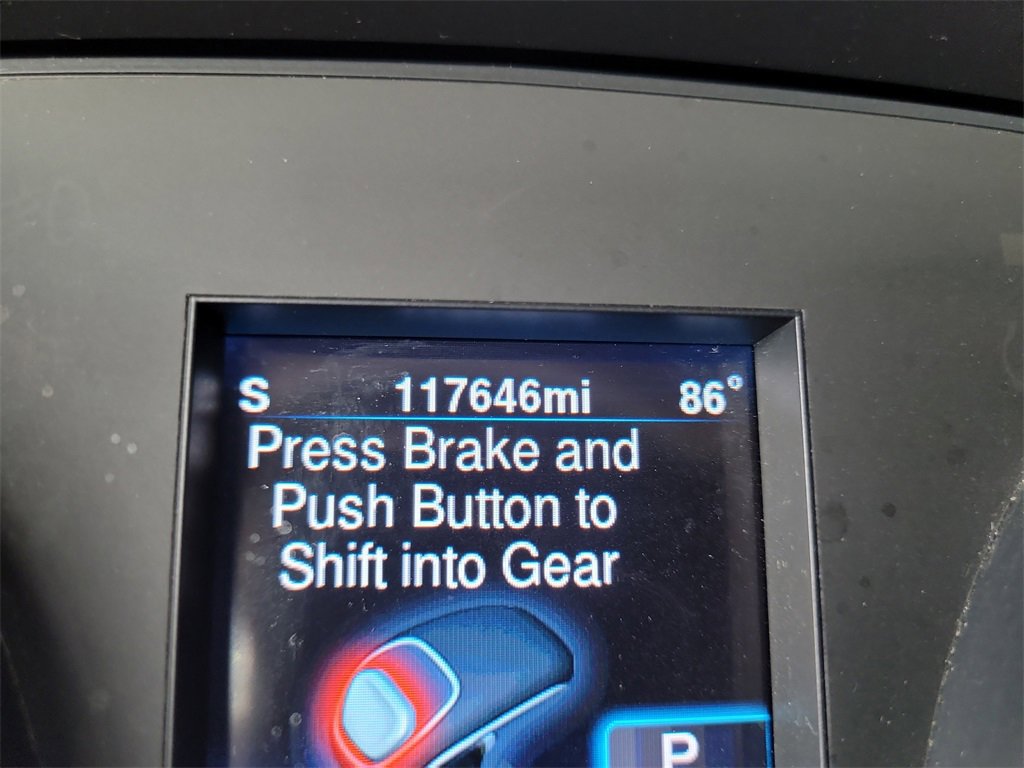 S 117646mi 86°
Press Brake and
Push Button to
Shift into Gear
P